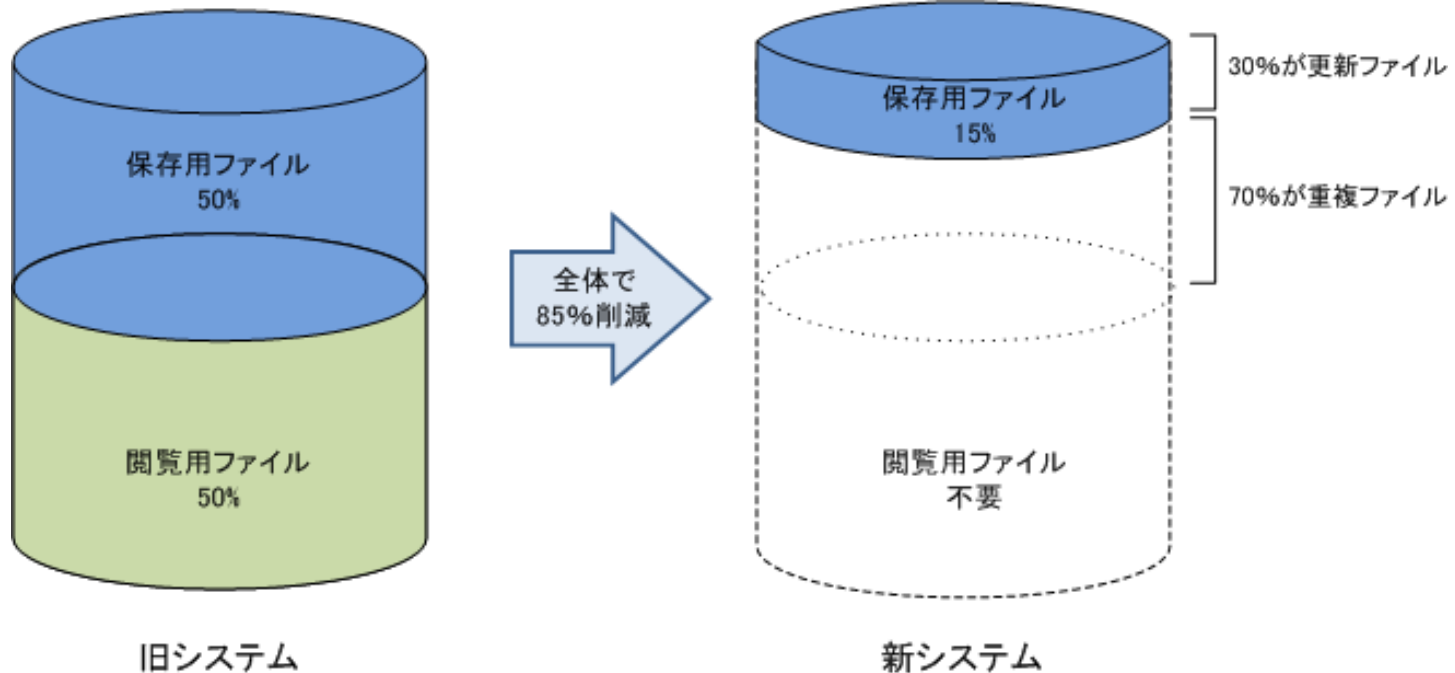 保存用ファイル
50%
閲覧用ファイル
50%
旧システム
全体で
85%削減
保存用ファイル
15%
30%が更新ファイル
70%が重複ファイル
閲覧用ファイル
不要
新システム